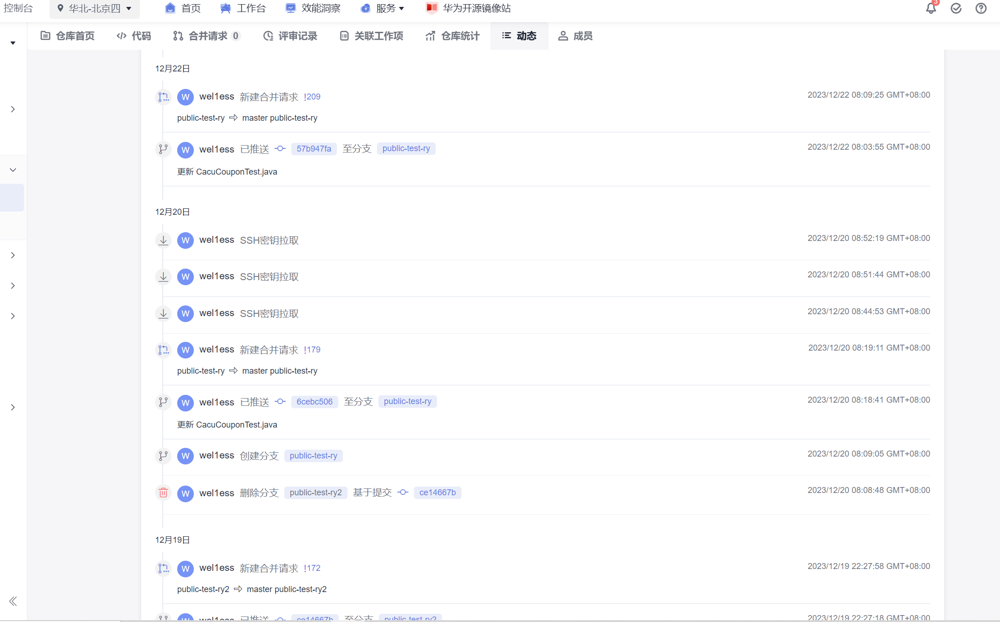 控制台 华北-北京四 首页 工作台 效能洞察 服务 华为开源镜像站 3
仓库首页 代码 合并请求 0 评审记录 关联工作项 仓库统计 动态 成员
12月22日
W wel1ess 新建合并请求 !209 2023/12/22 08:09:25 GMT+08:00
public-test-ry master public-test-ry
W wel1ess 已推送 57b947fa 至分支 public-test-ry 2023/12/22 08:03:55 GMT+08:00
更新 CacuCouponTest.java
12月20日
W wel1ess SSH密钥拉取 2023/12/20 08:52:19 GMT+08:00
W wel1ess SSH密钥拉取 2023/12/20 08:51:44 GMT+08:00
W wel1ess SSH密钥拉取 2023/12/20 08:44:53 GMT+08:00
W wel1ess 新建合并请求 !179 2023/12/20 08:19:11 GMT+08:00
public-test-ry master public-test-ry
W wel1ess 已推送 6cebc506 至分支 public-test-ry 2023/12/20 08:18:41 GMT+08:00
更新 CacuCouponTest.java
W wel1ess 创建分支 public-test-ry 2023/12/20 08:09:05 GMT+08:00
W wel1ess 删除分支 public-test-ry2 基于提交 ce14667b 2023/12/20 08:08:48 GMT+08:00
12月19日
W wel1ess 新建合并请求 !172 2023/12/19 22:27:58 GMT+08:00
public-test-ry2 master public-test-ry2
W wel1ess 已推送 ce14667b 至分支 public-test-ry2 2023/12/19 22:27:18 GMT+08:00